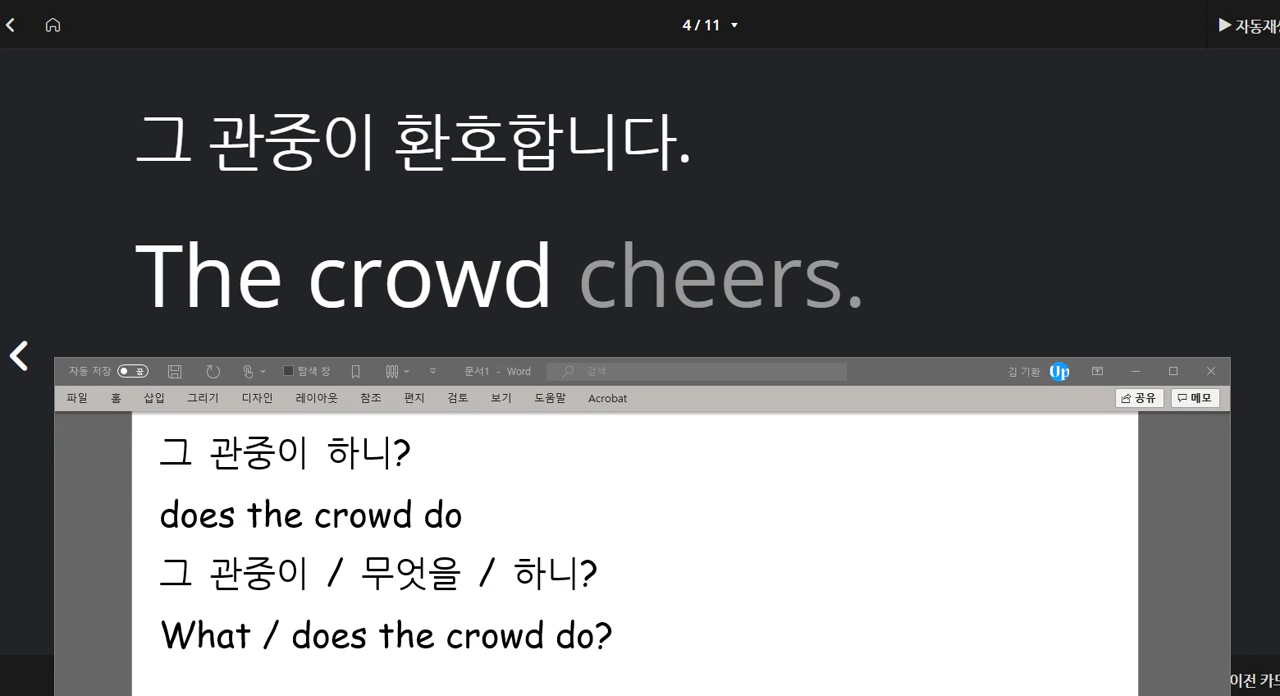 4 / 11
▶ 자동재생
그 관중이 환호합니다.
The crowd cheers.
자동 저장 끔 탐색 창 문서1 - Word 검색 김 기환 Up
파일 홈 삽입 그리기 디자인 레이아웃 참조 편지 검토 보기 도움말 Acrobat 공유 메모
그 관중이 하니?
does the crowd do
그 관중이 / 무엇을 / 하니?
What / does the crowd do?
이전 카드